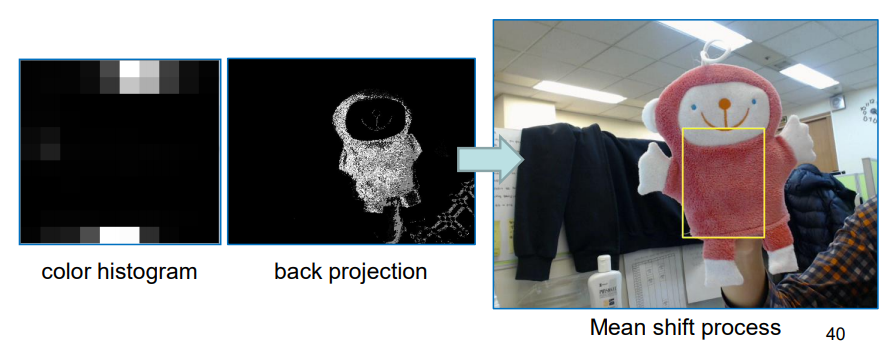 color histogram
back projection
Mean shift process
40